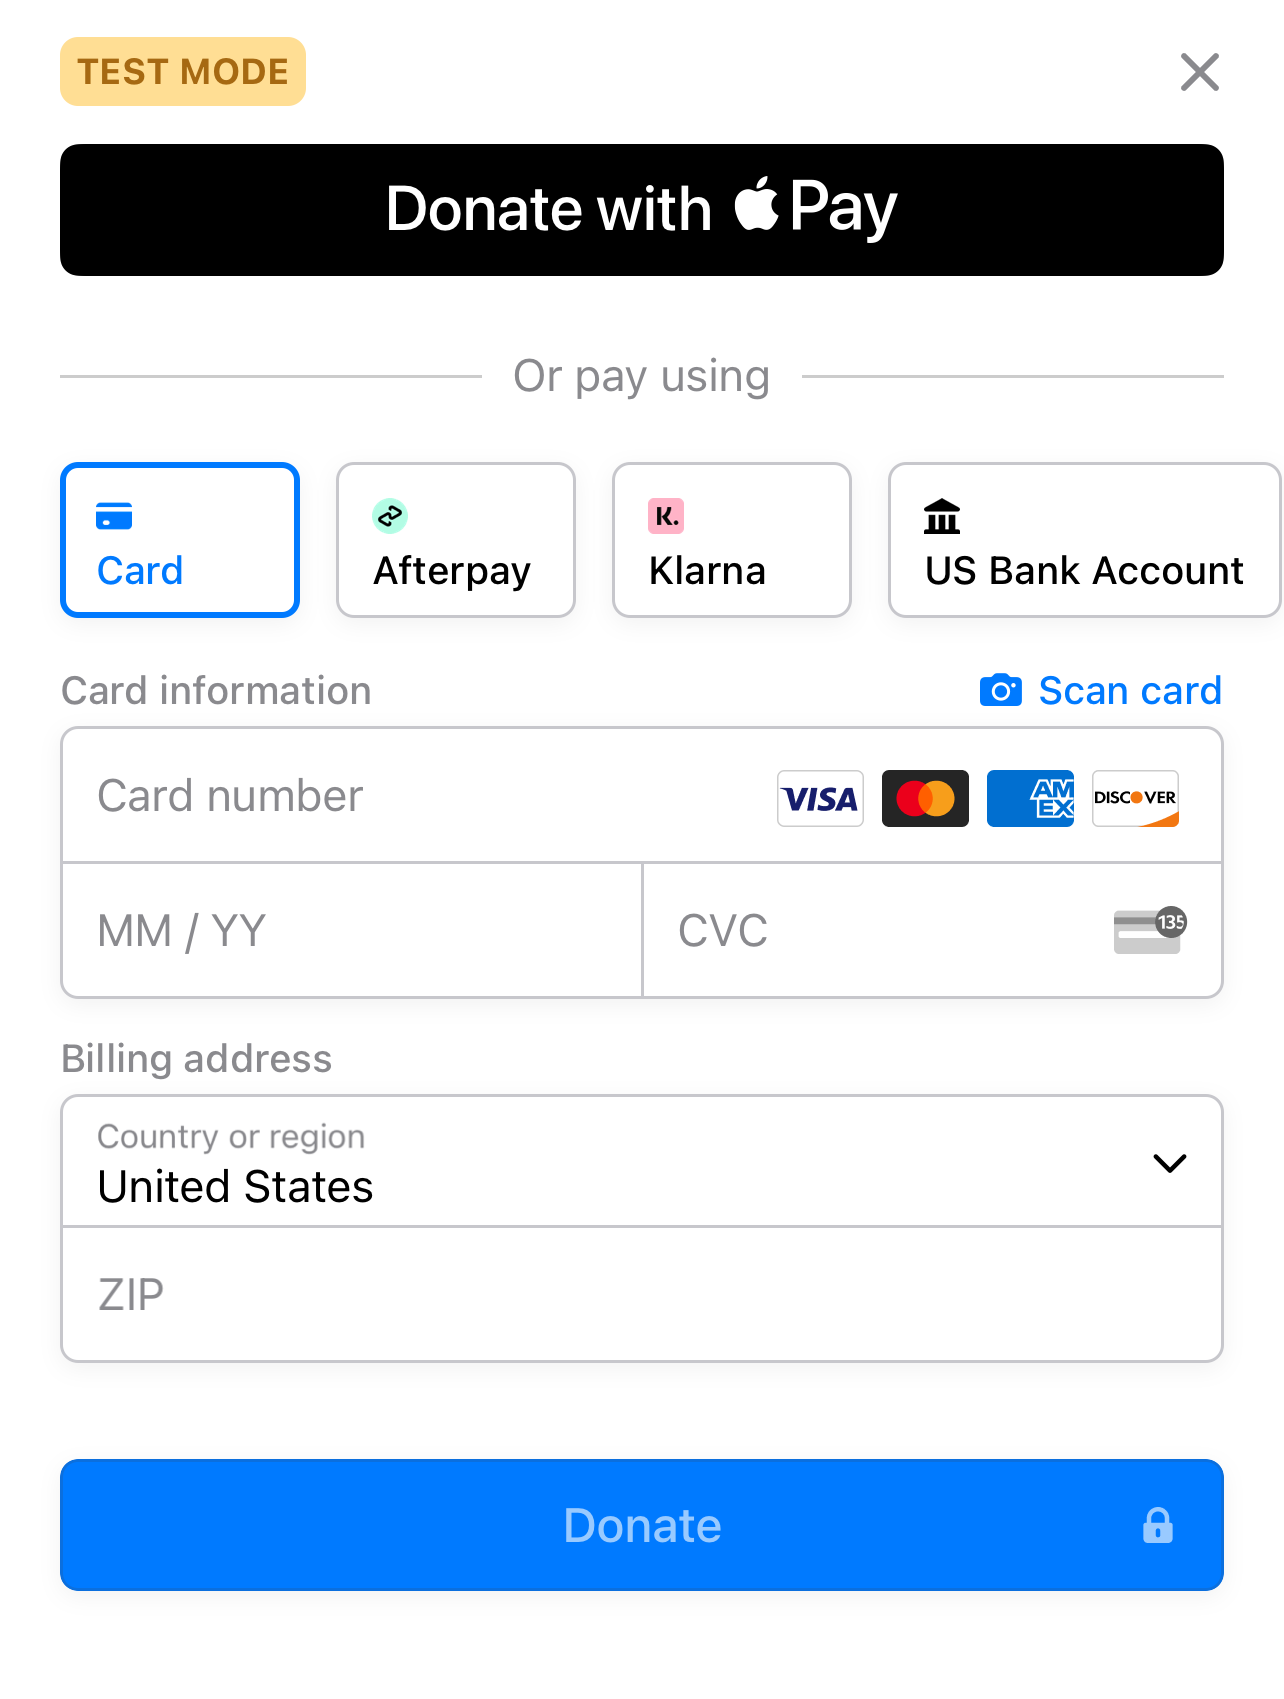 TEST MODE
Donate with Pay
Or pay using
Card
Afterpay
K.
Klarna
US Bank Account
Card information
Scan card
Card number
VISA
AM
EX
DISCOVER
MM / YY
CVC
135
Billing address
Country or region
United States
ZIP
Donate